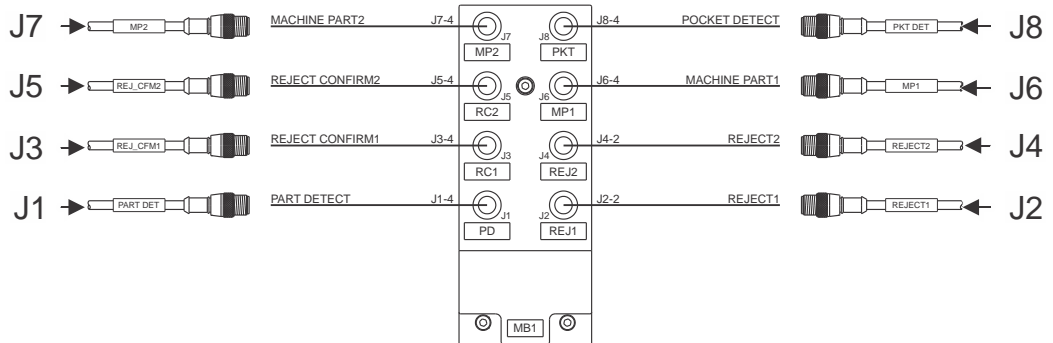 J7 MP2 MACHINE PART2 J7-4 J7 MP2 J8 PKT J8-4 POCKET DETECT PKT DET J8
J5 REJ_CFM2 REJECT CONFIRM2 J5-4 J5 RC2 J6 MP1 J6-4 MACHINE PART1 MP1 J6
J3 REJ_CFM1 REJECT CONFIRM1 J3-4 J3 RC1 J4 REJ2 J4-2 REJECT2 REJECT2 J4
J1 PART DET PART DETECT J1-4 J1 PD J2 REJ1 J2-2 REJECT1 REJECT1 J2
MB1